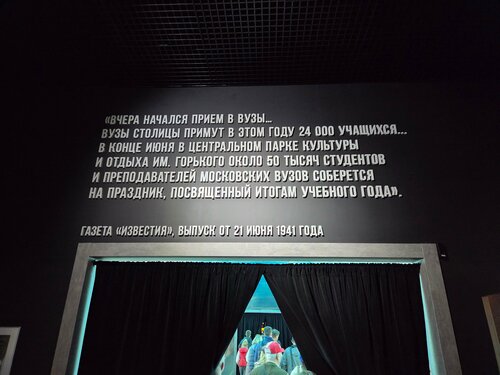 «ВЧЕРА НАЧАЛСЯ ПРИЕМ В ВУЗЫ...
ВУЗЫ СТОЛИЦЫ ПРИМУТ В ЭТОМ ГОДУ 24 000 УЧАЩИХСЯ...
В КОНЦЕ ИЮНЯ В ЦЕНТРАЛЬНОМ ПАРКЕ КУЛЬТУРЫ
И ОТДЫХА ИМ. ГОРЬКОГО ОКОЛО 50 ТЫСЯЧ СТУДЕНТОВ
И ПРЕПОДАВАТЕЛЕЙ МОСКОВСКИХ ВУЗОВ СОБЕРЕТСЯ
НА ПРАЗДНИК, ПОСВЯЩЕННЫЙ ИТОГАМ УЧЕБНОГО ГОДА».
ГАЗЕТА «ИЗВЕСТИЯ», ВЫПУСК ОТ 21 ИЮНЯ 1941 ГОДА